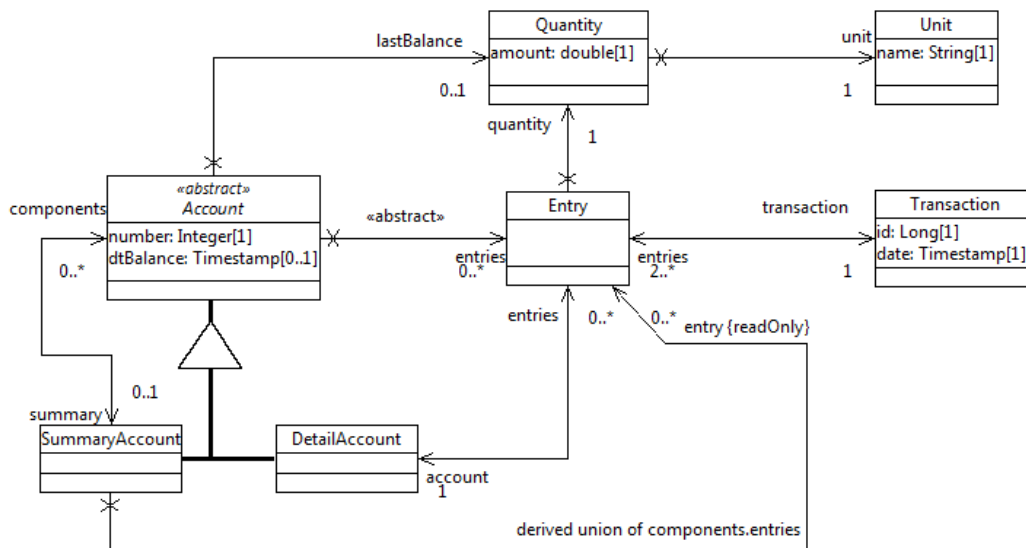 Quantity
Unit
lastBalance
amount: double[1]
unit
name: String[1]
0..1
1
quantity
1
«abstract»
Account
components
number: Integer[1]
dtBalance: Timestamp[0..1]
0..*
«abstract»
entries
0..*
Entry
entries
2..*
transaction
1
Transaction
id: Long[1]
date: Timestamp[1]
entries
0..*
0..*
entry {readOnly}
0..1
summary
SummaryAccount
DetailAccount
account
1
derived union of components.entries